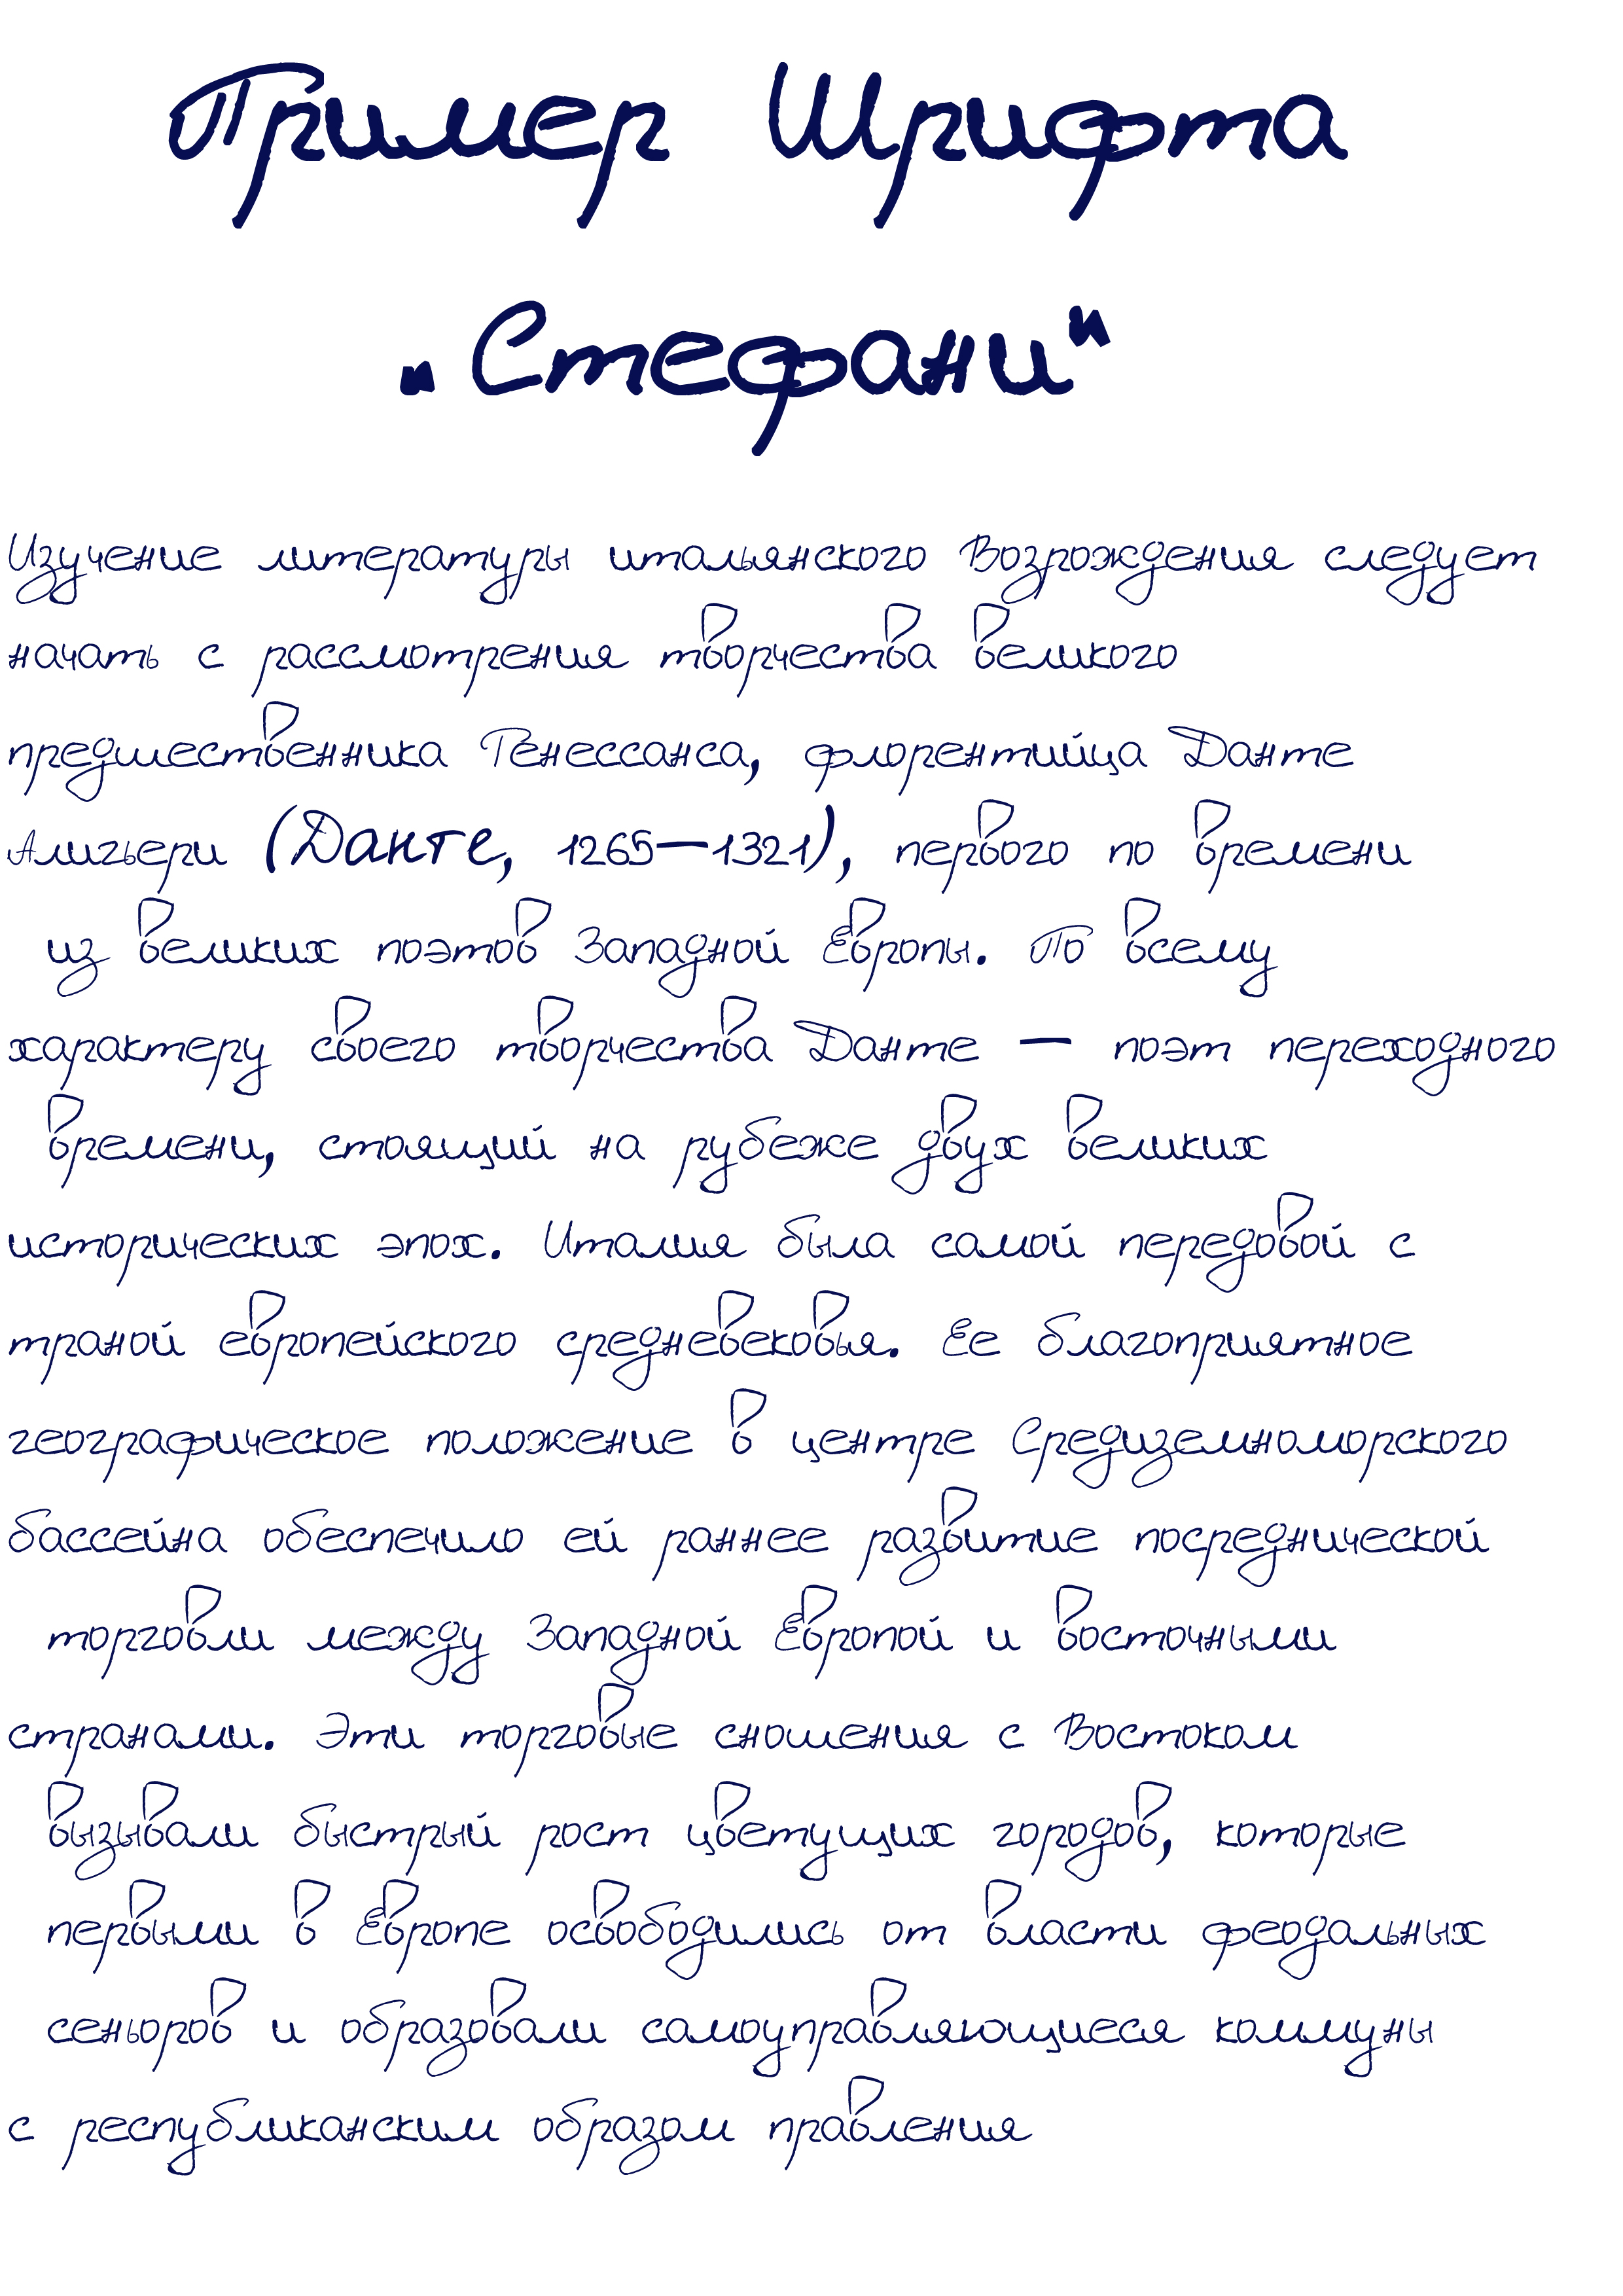 Пример Шрифта
„Стефани“
Изучение литературы итальянского Возрождения следует
начать с рассмотрения творчества великого
предшественника Ренессанса, флорентийца Данте
Алигьери (Данте, 1265—1321), первого по времени
из великих поэтов Западной Европы. По всему
характеру своего творчества Данте — поэт переходного
времени, стоящий на рубеже двух великих
исторических эпох. Италия была самой передовой с
траной европейского средневековья. Ее благоприятное
географическое положение в центре Средиземноморского
бассейна обеспечило ей раннее развитие посреднической
торговли между Западной Европой и восточными
странами. Эти торговые сношения с Востоком
вызывали быстрый рост цветущих городов, которые
первыми в Европе освободились от власти феодальных
сеньоров и образовали самоуправляющиеся коммуны
с республиканским образом правления